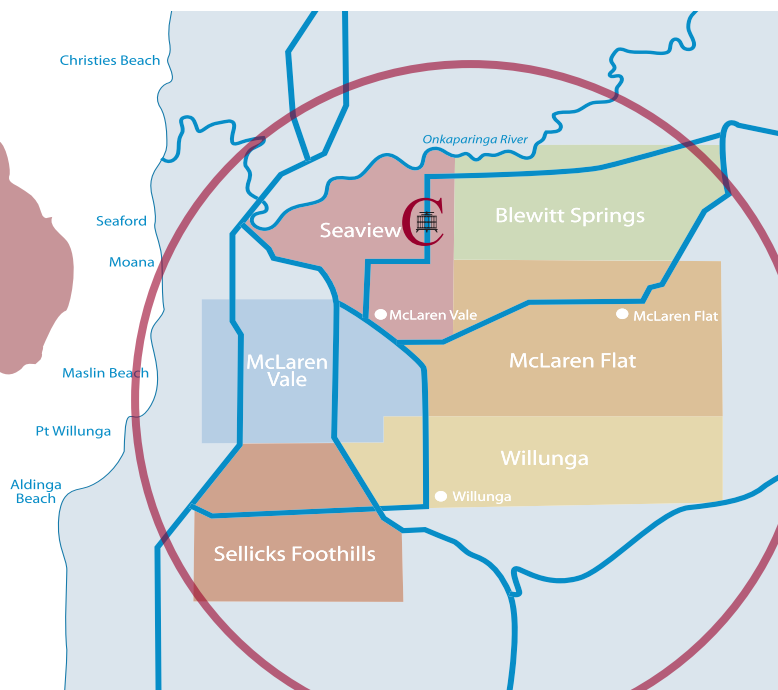 Christies Beach
Onkaparinga River
Seaford
Seaview
C
Blewitt Springs
Moana
McLaren Vale
McLaren Flat
McLaren
Vale
McLaren Flat
Maslin Beach
Pt Willunga
Willunga
Aldinga
Beach
Willunga
Sellicks Foothills